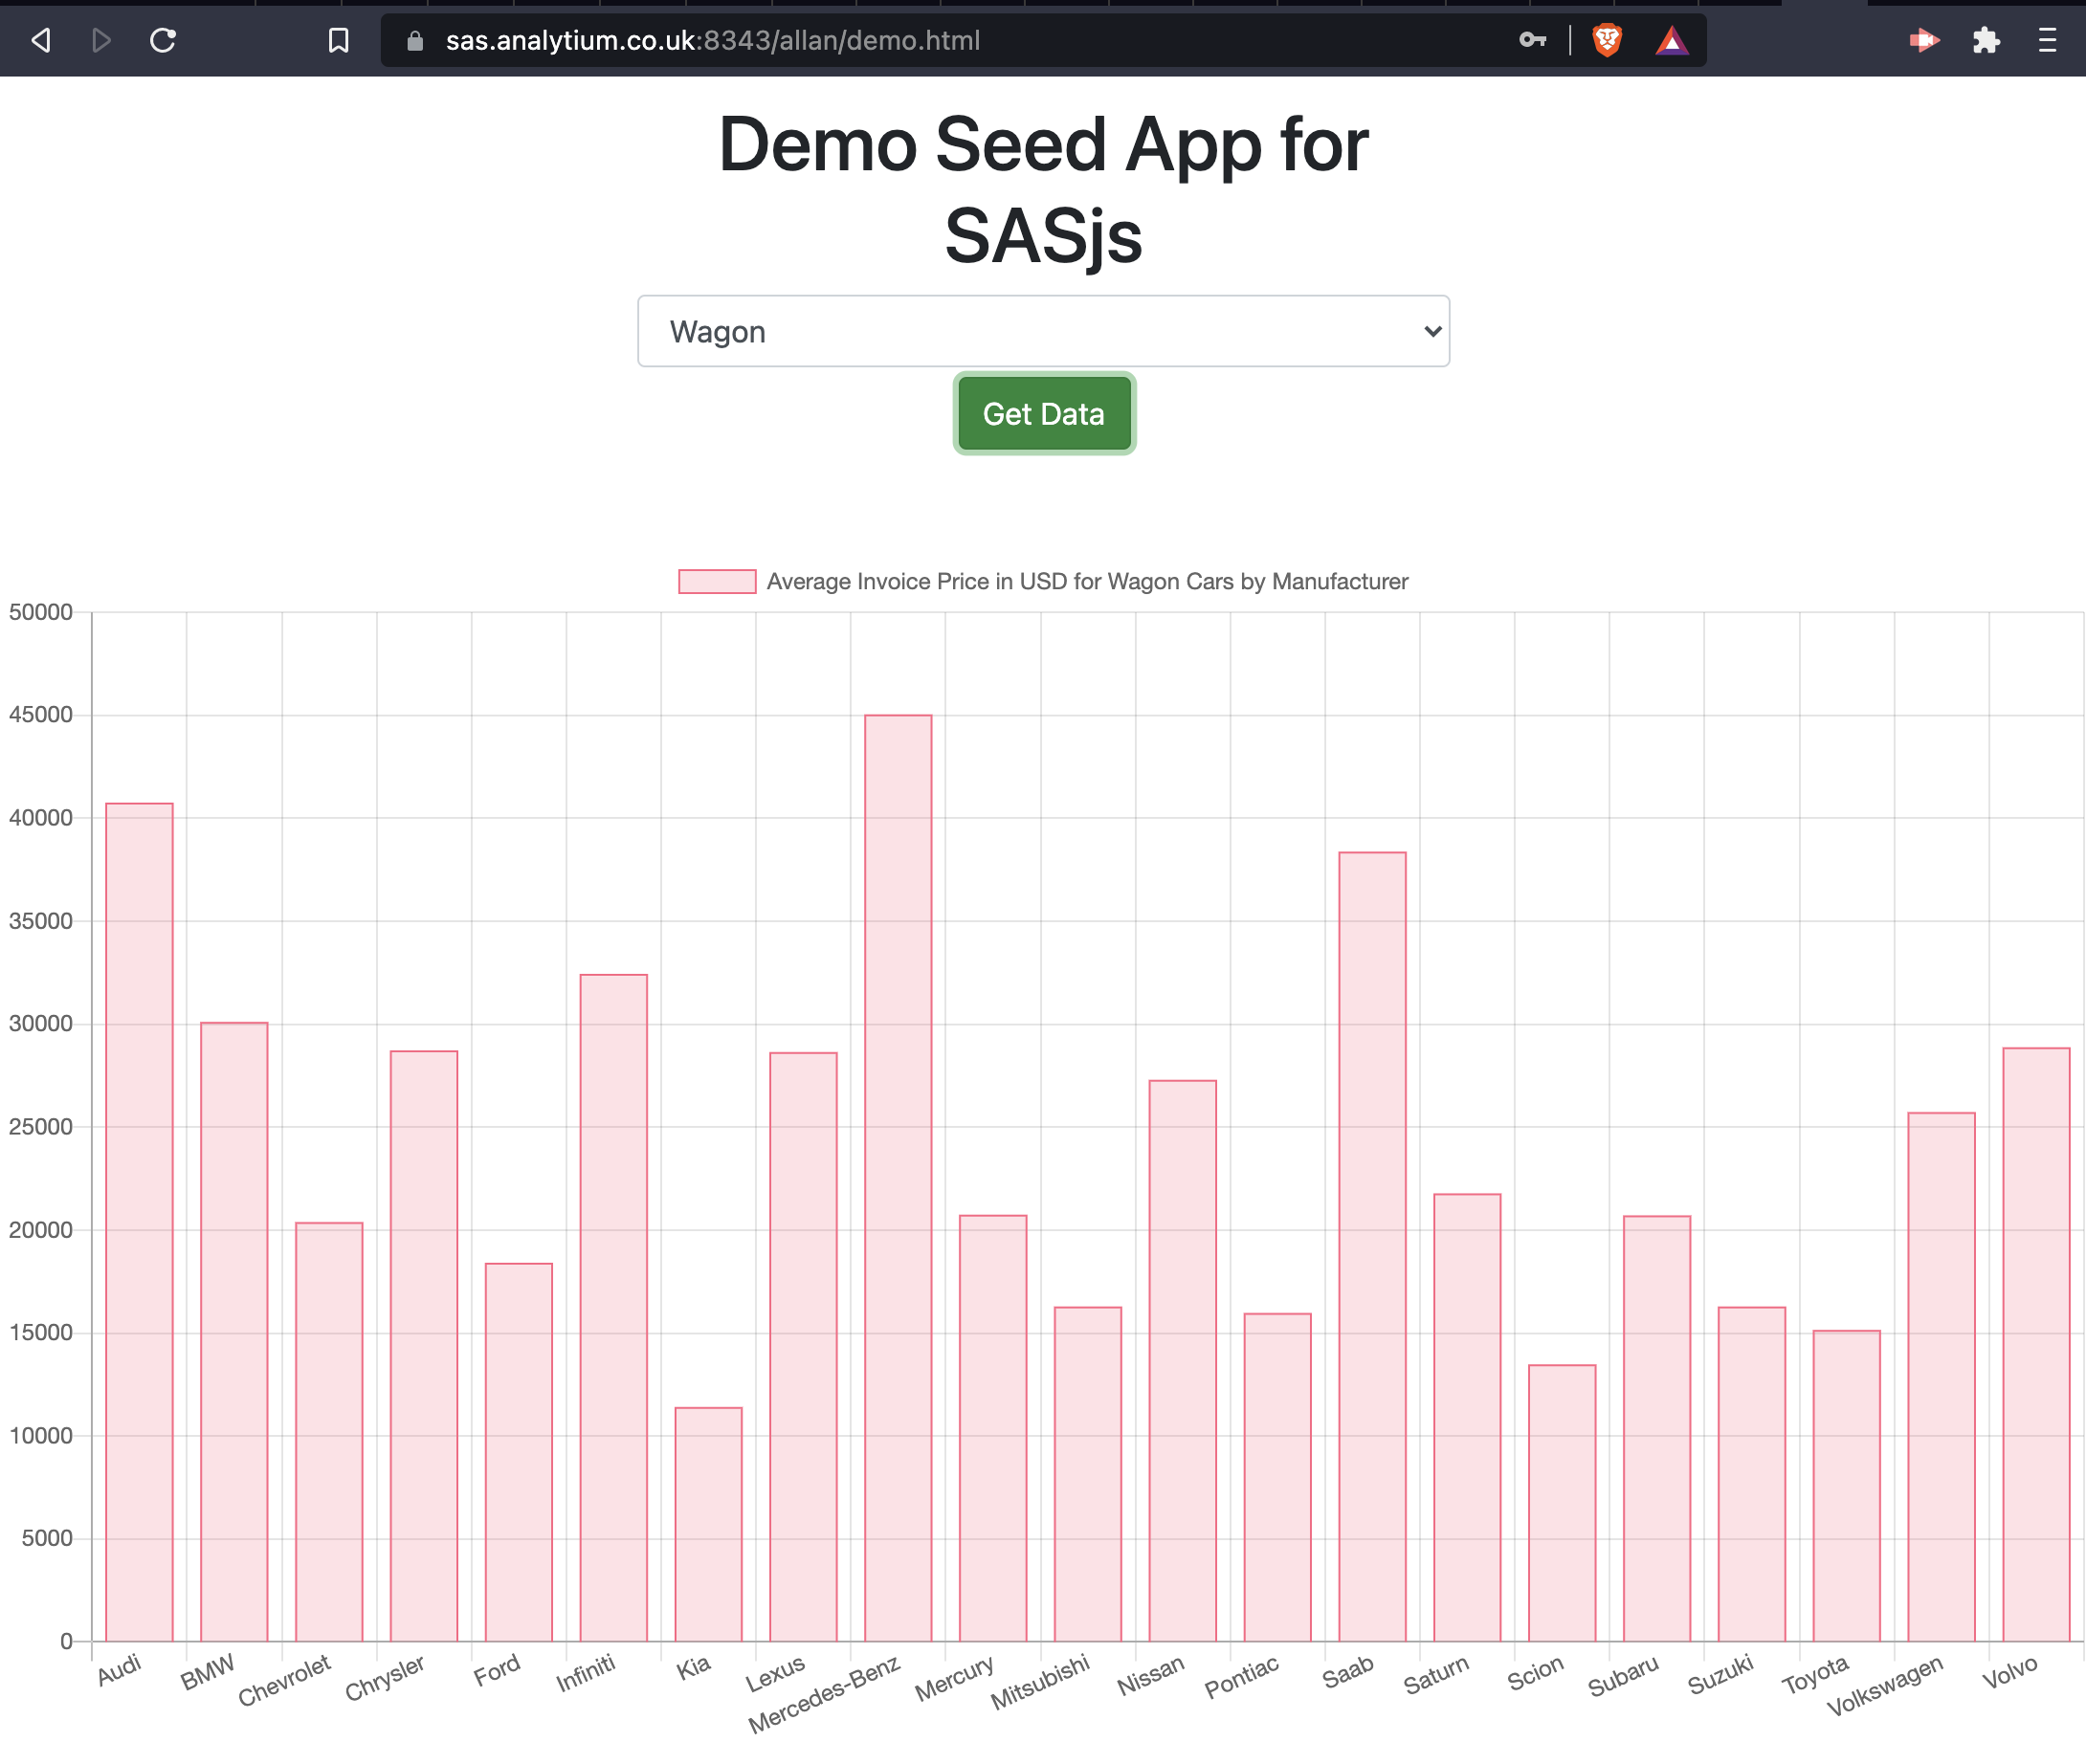 sas.analytium.co.uk:8343/allan/demo.html
Demo Seed App for
SASjs
Wagon
Get Data
Average Invoice Price in USD for Wagon Cars by Manufacturer
50000
45000
40000
35000
30000
25000
20000
15000
10000
5000
0
Audi
BMW
Chevrolet
Chrysler
Ford
Infiniti
Kia
Lexus
Mercedes-Benz
Mercury
Mitsubishi
Nissan
Pontiac
Saab
Saturn
Scion
Subaru
Suzuki
Toyota
Volkswagen
Volvo